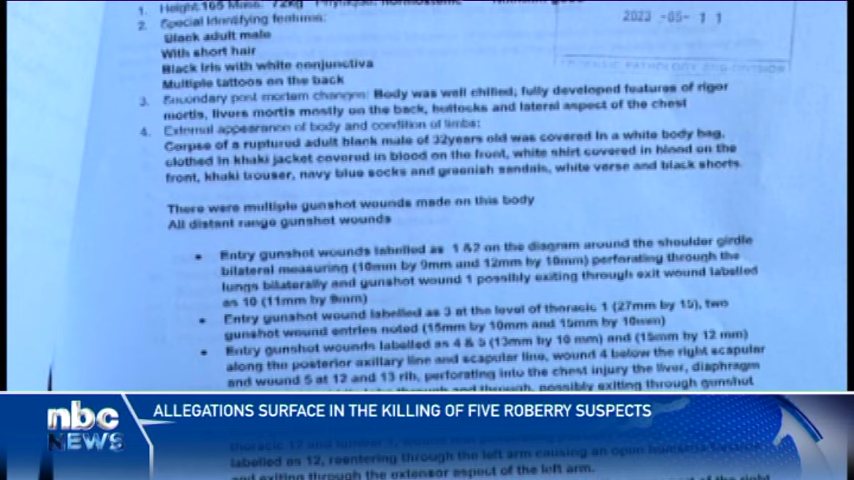 1. Height 165 Mass: 72kg
2023 -05- 1 1
2. Special Identifying features:
Black adult male
With short hair
Black Iris with white conjunctiva
Multiple tattoos on the back
FORENSIC PATHOLOGY DIVISION
3. Secondary post mortem changes: Body was well chilled; fully developed features of rigor
mortis, livors mortis mostly on the back, buttocks and lateral aspect of the chest
4. External appearance of body and condition of limbs:
Corpse of a ruptured adult black male of 32years old was covered in a white body bag,
clothed in khaki jacket covered in blood on the front, white shirt covered in blood on the
front, khaki trouser, navy blue socks and greenish sandals, white verse and black shorts
There were multiple gunshot wounds made on this body
All distant range gunshot wounds
• Entry gunshot wounds labelled as 1 &2 on the diagram around the shoulder girdle
bilateral measuring (10mm by 9mm and 12mm by 10mm) perforating through the
lungs bilaterally and gunshot wound 1 possibly exiting through exit wound labelled
as 10 (11mm by 9mm)
• Entry gunshot wound labelled as 3 at the level of thoracic 1 (27mm by 15), two
gunshot wound entries noted (15mm by 10mm and 15mm by 10mm)
• Entry gunshot wounds labelled as 4 & 5 (13mm by 10 mm) and (15mm by 12 mm)
along the posterior axillary line and scapular line, wound 4 below the right scapular
and wound 5 at 12 and 13 rib, perforating into the chest injury the liver, diaphragm
and through, possibly exiting through gunshot
nbc NEWS
ALLEGATIONS SURFACE IN THE KILLING OF FIVE ROBERRY SUSPECTS
labelled as 12, reentering through the left arm causing an open
and exiting through the extensor aspect of the left arm.